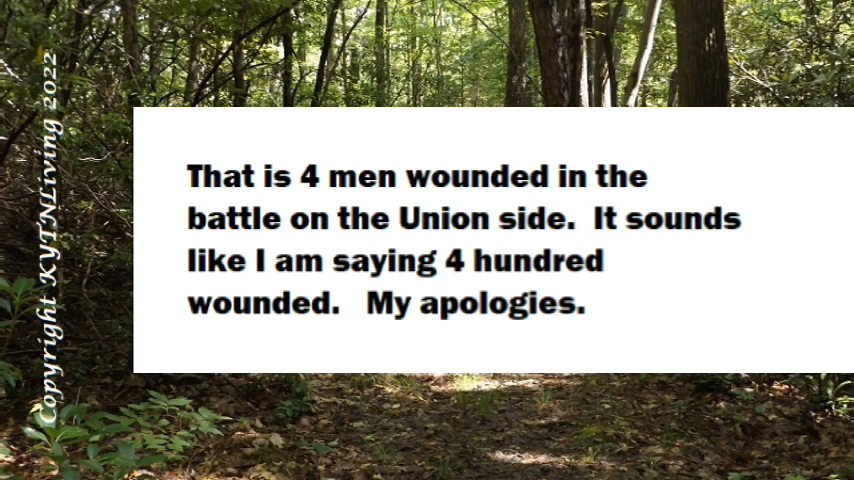 Copyright KYTNLiving 2022
That is 4 men wounded in the
battle on the Union side.  It sounds
like I am saying 4 hundred
wounded.   My apologies.